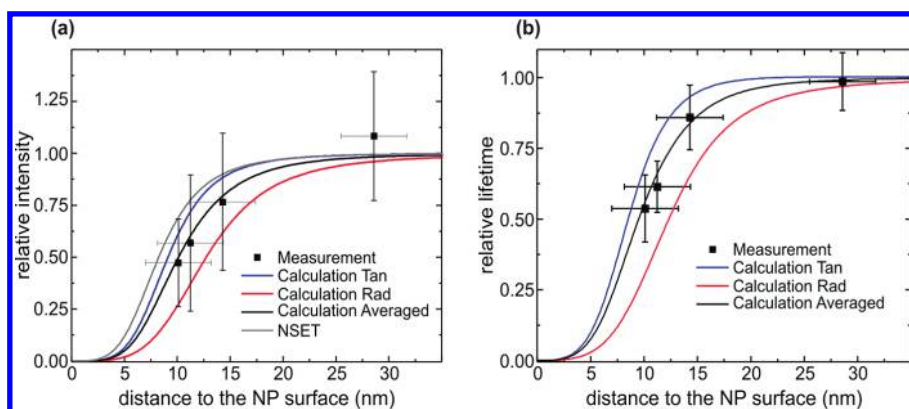 (a)
relative intensity
1.25
1.00
0.75
0.50
0.25
0.00
0 5 10 15 20 25 30
distance to the NP surface (nm)
Measurement
Calculation Tan
Calculation Rad
Calculation Averaged
NSET
(b)
relative lifetime
1.00
0.75
0.50
0.25
0.00
0 5 10 15 20 25 30
distance to the NP surface (nm)
Measurement
Calculation Tan
Calculation Rad
Calculation Averaged